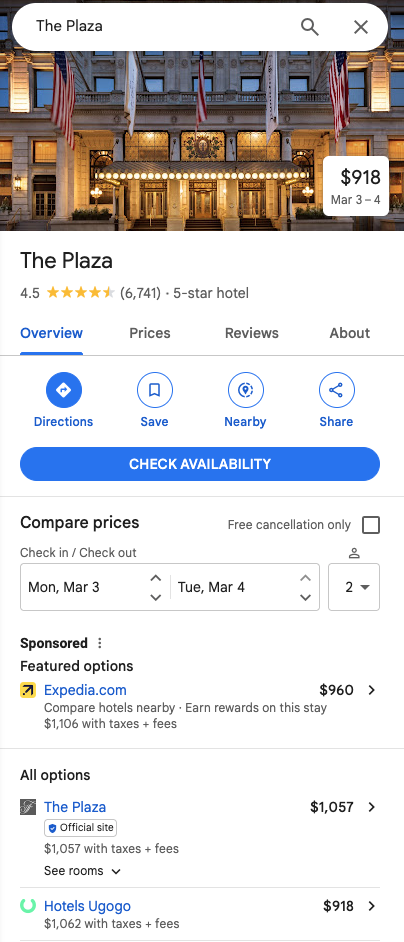 The Plaza
$918
Mar 3 – 4
The Plaza
4.5 (6,741) · 5-star hotel
Overview Prices Reviews About
Directions Save Nearby Share
CHECK AVAILABILITY
Compare prices Free cancellation only
Check in / Check out
Mon, Mar 3 Tue, Mar 4 2
Sponsored
Featured options
Expedia.com $960
Compare hotels nearby · Earn rewards on this stay
$1,106 with taxes + fees
All options
The Plaza $1,057
Official site
$1,057 with taxes + fees
See rooms
Hotels Ugogo $918
$1,062 with taxes + fees